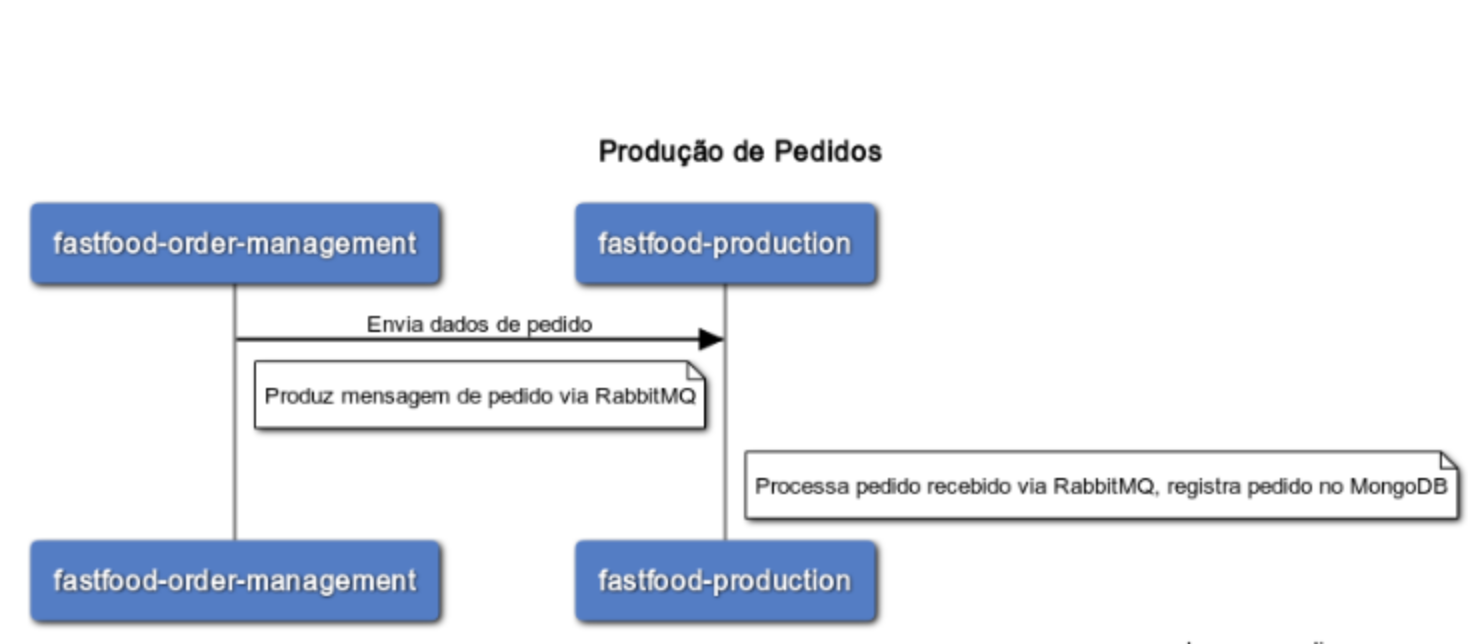 Produção de Pedidos
fastfood-order-management
fastfood-production
Envia dados de pedido
Produz mensagem de pedido via RabbitMQ
Processa pedido recebido via RabbitMQ, registra pedido no MongoDB
fastfood-order-management
fastfood-production